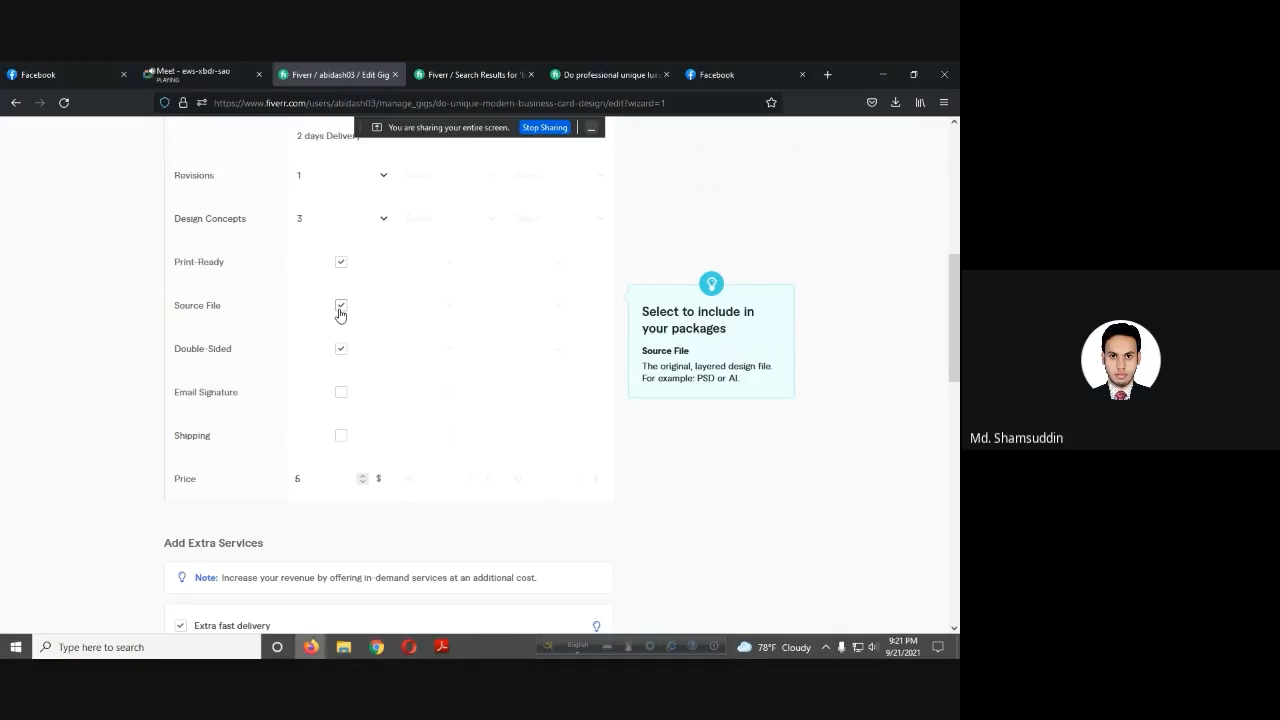 Facebook
Meet - ews-xbdr-sao
PLAYING
Fiverr / abidash03 / Edit Gig
Fiverr / Search Results for 'b
Do professional unique lux
Facebook
https://www.fiverr.com/users/abidash03/manage_gigs/do-unique-modern-business-card-design/edit?wizard=1
You are sharing your entire screen.
Stop Sharing
2 days Delivery
Revisions
1
Select
Design Concepts
3
Select
Select
Print-Ready
Source File
Select to include in
your packages
Source File
The original, layered design file.
For example: PSD or AI.
Double-Sided
Email Signature
Shipping
Price
5
$
$
$
Md. Shamsuddin
Add Extra Services
Note: Increase your revenue by offering in-demand services at an additional cost.
Extra fast delivery
Type here to search
English
78°F Cloudy
9:21 PM
9/21/2021